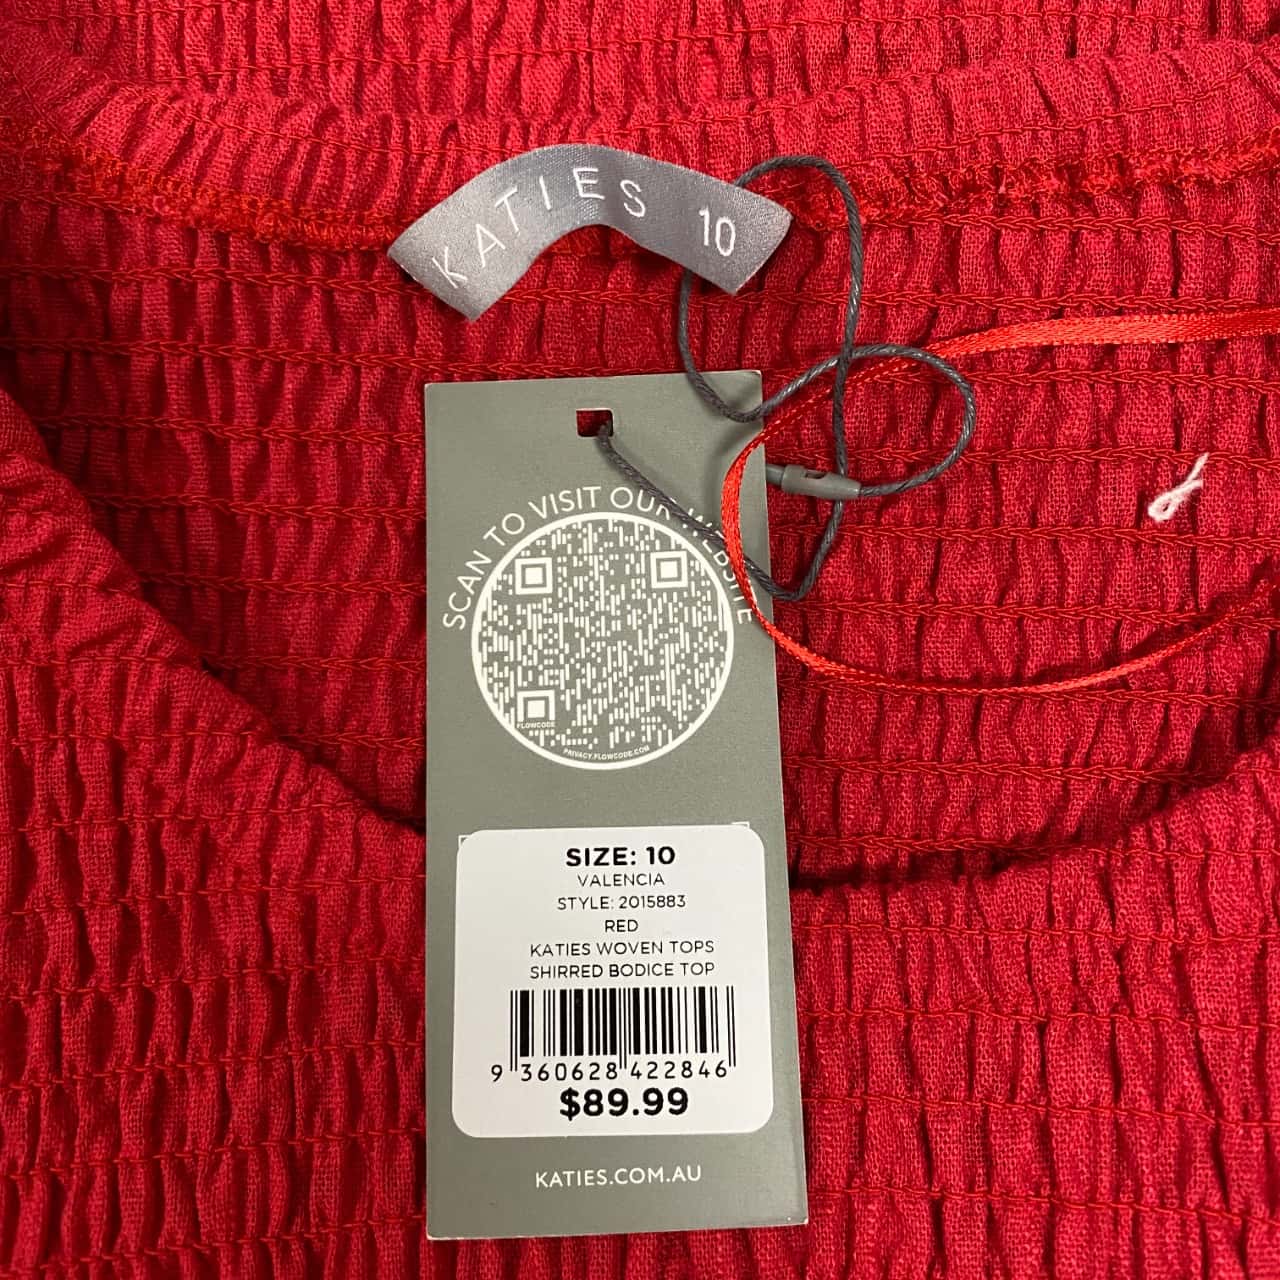 KATIES 10
SCAN TO VISIT OUR WEBSITE
FLOWCODE
PRIVACY.FLOWCODE.COM
SIZE: 10
VALENCIA
STYLE: 2015883
RED
KATIES WOVEN TOPS
SHIRRED BODICE TOP
9 360628 422846
$89.99
KATIES.COM.AU